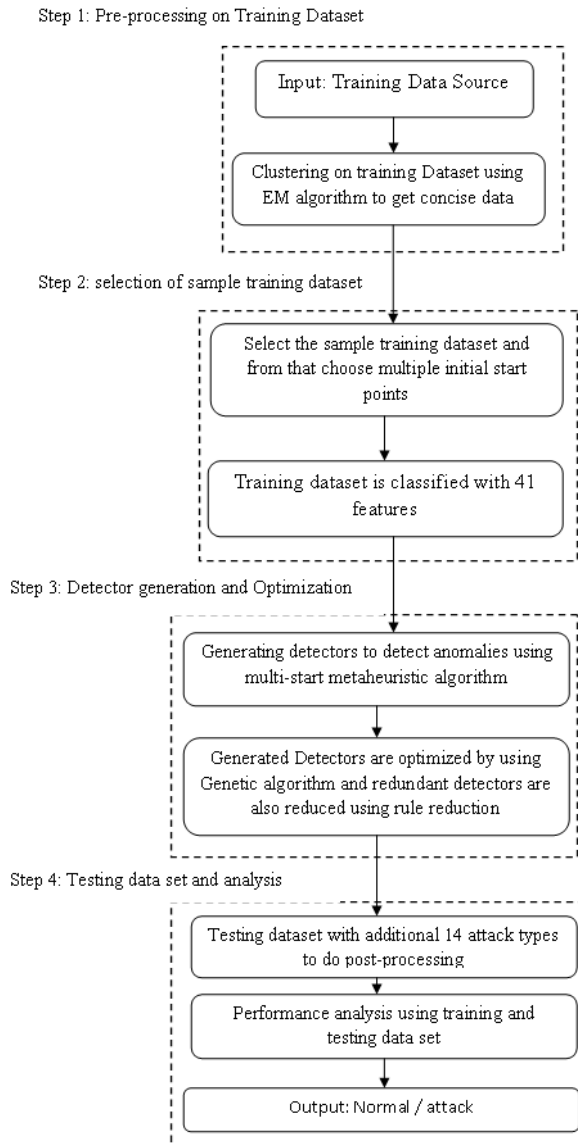 Step 1: Pre-processing on Training Dataset
Input: Training Data Source
Clustering on training Dataset using
EM algorithm to get concise data
Step 2: selection of sample training dataset
Select the sample training dataset and
from that choose multiple initial start
points
Training dataset is classified with 41
features
Step 3: Detector generation and Optimization
Generating detectors to detect anomalies using
multi-start metaheuristic algorithm
Generated Detectors are optimized by using
Genetic algorithm and redundant detectors are
also reduced using rule reduction
Step 4: Testing data set and analysis
Testing dataset with additional 14 attack types
to do post-processing
Performance analysis using training and
testing data set
Output: Normal / attack